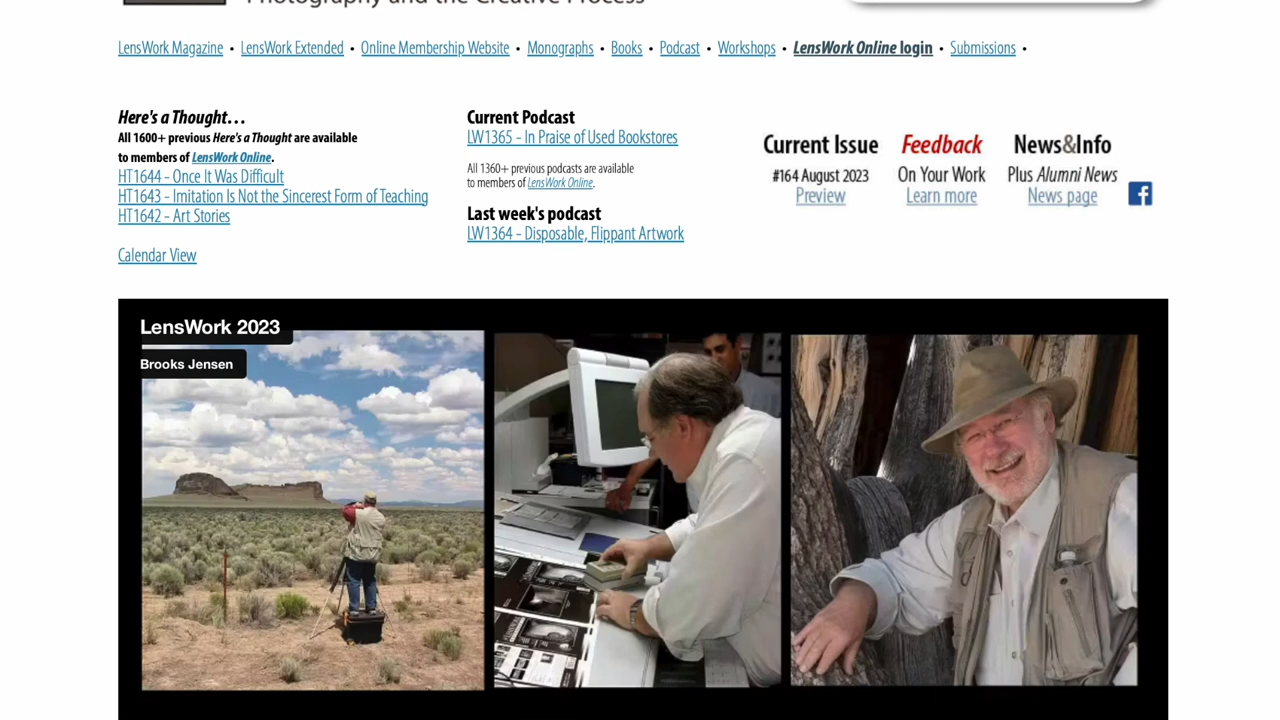 Photography and the Creative Process
LensWork Magazine • LensWork Extended • Online Membership Website • Monographs • Books • Podcast • Workshops • LensWork Online login • Submissions •
Here's a Thought…
All 1600+ previous Here's a Thought are available
to members of LensWork Online.
HT1644 - Once It Was Difficult
HT1643 - Imitation Is Not the Sincerest Form of Teaching
HT1642 - Art Stories
Calendar View
Current Podcast
LW1365 - In Praise of Used Bookstores
All 1360+ previous podcasts are available
to members of LensWork Online.
Last week's podcast
LW1364 - Disposable, Flippant Artwork
Current Issue
#164 August 2023
Preview
Feedback
On Your Work
Learn more
News&Info
Plus Alumni News
News page
LensWork 2023
Brooks Jensen